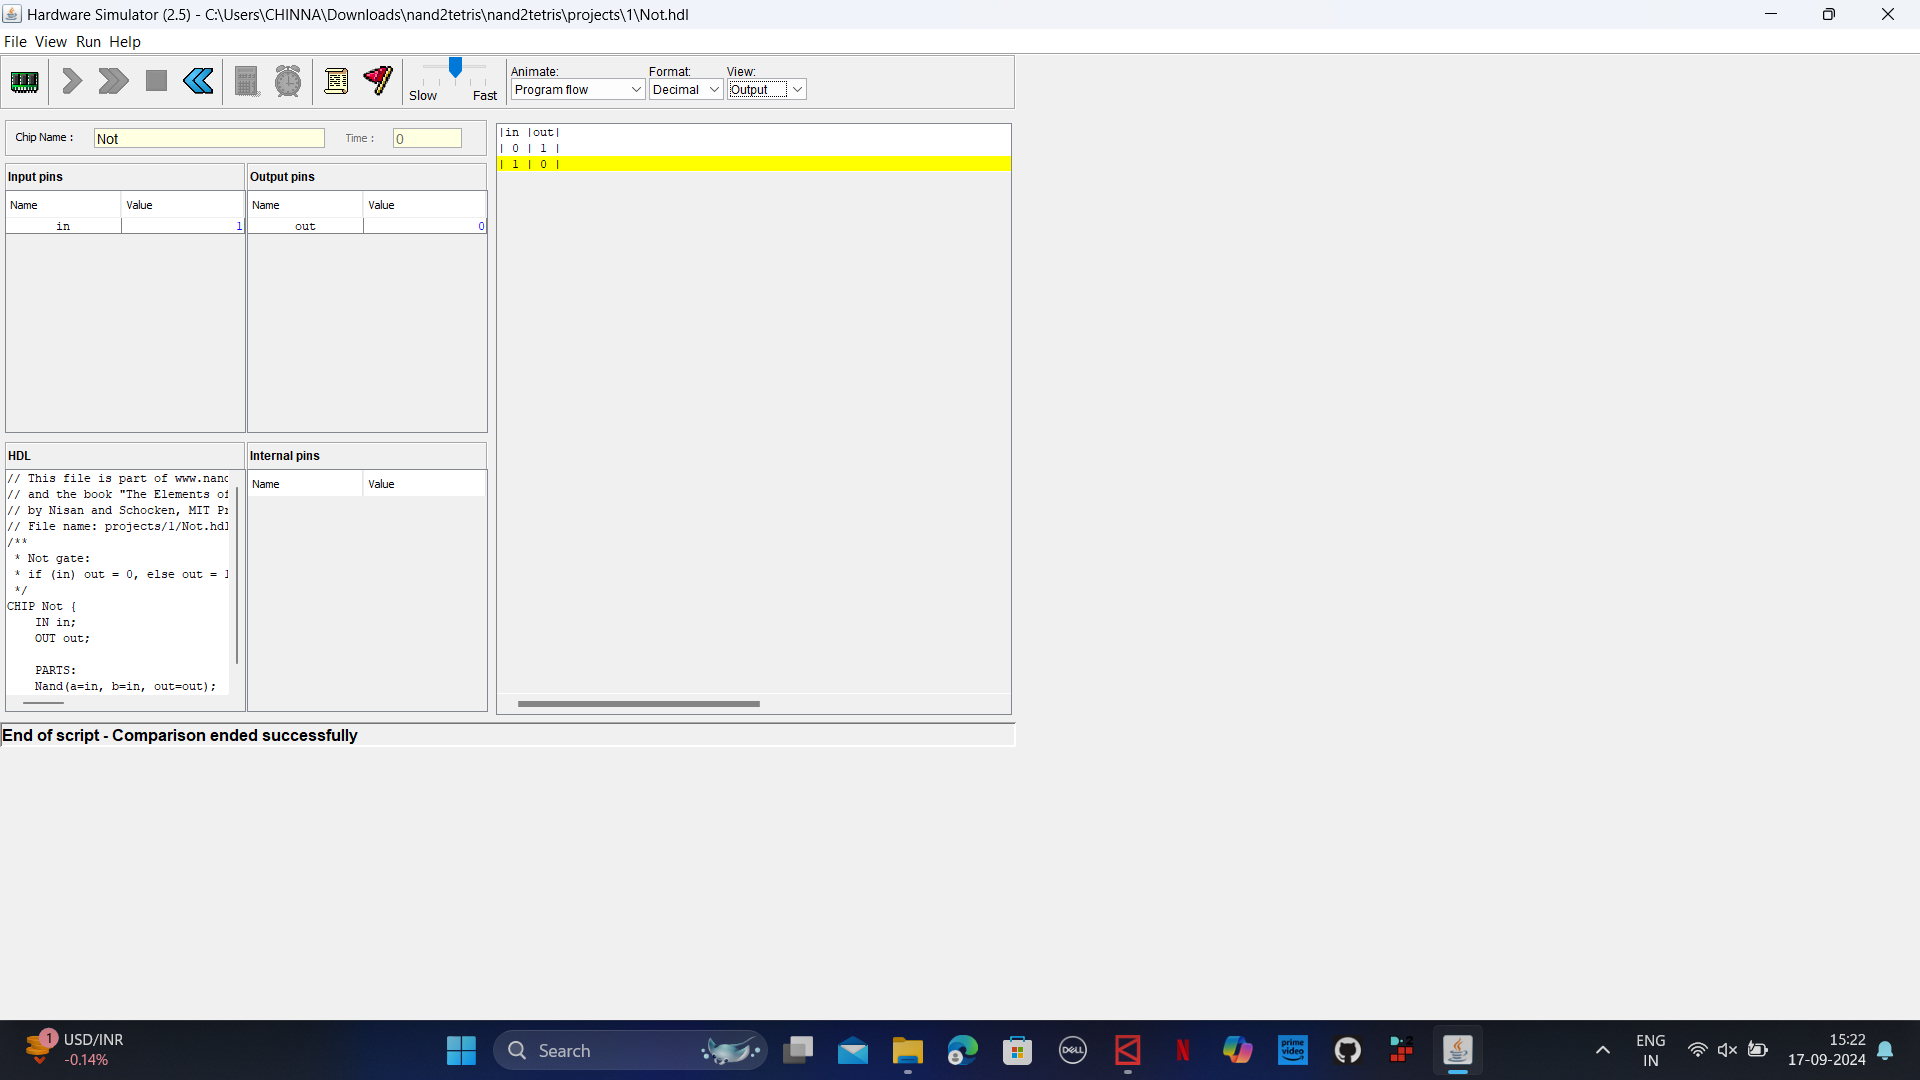 Hardware Simulator (2.5) - C:\Users\CHINNA\Downloads\nand2tetris\nand2tetris\projects\1\Not.hdl
File View Run Help
Slow Fast
Animate: Format: View:
Program flow Decimal Output
Chip Name : Not Time : 0
Input pins Output pins
Name Value Name Value
in 1 out 0
|in |out|
| 0 | 1 |
| 1 | 0 |
HDL Internal pins
Name Value
// This file is part of www.nand
// and the book "The Elements of
// by Nisan and Schocken, MIT Pr
// File name: projects/1/Not.hdl
/**
* Not gate:
* if (in) out = 0, else out = 1
*/
CHIP Not {
IN in;
OUT out;
PARTS:
Nand(a=in, b=in, out=out);
End of script - Comparison ended successfully
1 USD/INR
-0.14%
Search
DELL
prime video
ENG
IN
15:22
17-09-2024